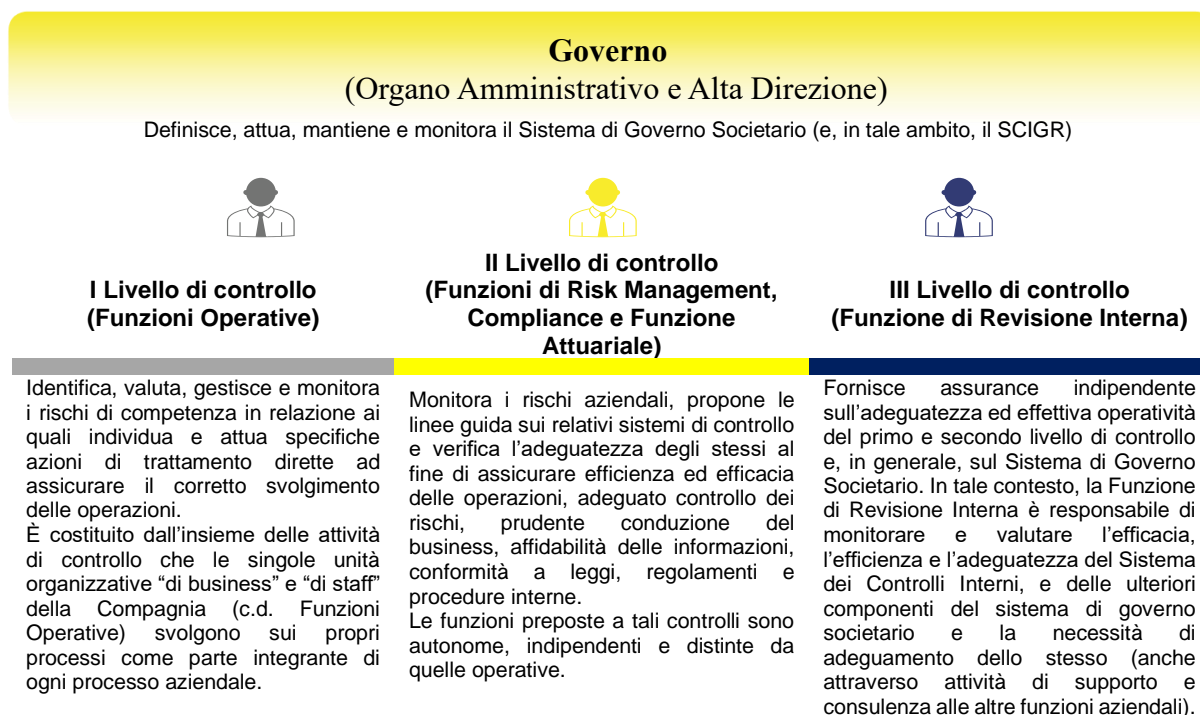 Governo
(Organo Amministrativo e Alta Direzione)
Definisce, attua, mantiene e monitora il Sistema di Governo Societario (e, in tale ambito, il SCIGR)
I Livello di controllo
(Funzioni Operative)
Identifica, valuta, gestisce e monitora
i rischi di competenza in relazione ai
quali individua e attua specifiche
azioni di trattamento dirette ad
assicurare il corretto svolgimento
delle operazioni.
È costituito dall’insieme delle attività
di controllo che le singole unità
organizzative “di business” e “di staff”
della Compagnia (c.d. Funzioni
Operative) svolgono sui propri
processi come parte integrante di
ogni processo aziendale.
II Livello di controllo
(Funzioni di Risk Management,
Compliance e Funzione
Attuariale)
Monitora i rischi aziendali, propone le
linee guida sui relativi sistemi di controllo
e verifica l’adeguatezza degli stessi al
fine di assicurare efficienza ed efficacia
delle operazioni, adeguato controllo dei
rischi, prudente conduzione del
business, affidabilità delle informazioni,
conformità a leggi, regolamenti e
procedure interne.
Le funzioni preposte a tali controlli sono
autonome, indipendenti e distinte da
quelle operative.
III Livello di controllo
(Funzione di Revisione Interna)
Fornisce assurance indipendente
sull’adeguatezza ed effettiva operatività
del primo e secondo livello di controllo
e, in generale, sul Sistema di Governo
Societario. In tale contesto, la Funzione
di Revisione Interna è responsabile di
monitorare e valutare l’efficacia,
l’efficienza e l’adeguatezza del Sistema
dei Controlli Interni, e delle ulteriori
componenti del sistema di governo
societario e la necessità di
adeguamento dello stesso (anche
attraverso attività di supporto e
consulenza alle altre funzioni aziendali).